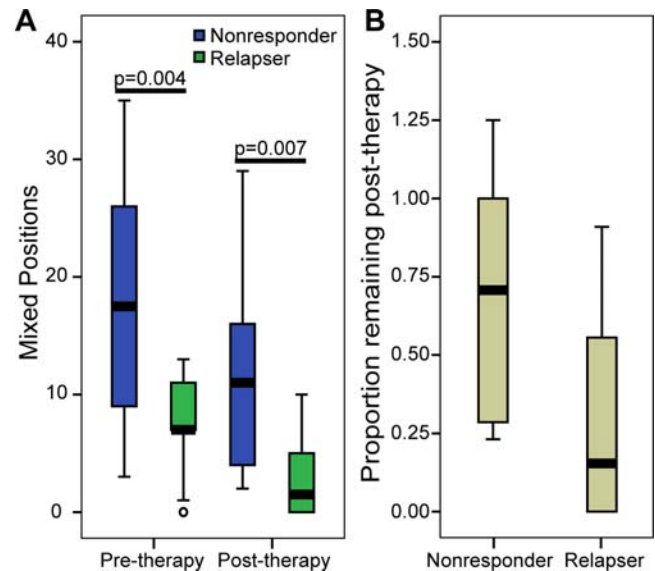 A
Nonresponder
Relapser
p=0.004
p=0.007
Mixed Positions
40
30
20
10
0
Pre-therapy Post-therapy
B
Proportion remaining post-therapy
1.50
1.25
1.00
0.75
0.50
0.25
0.00
Nonresponder Relapser